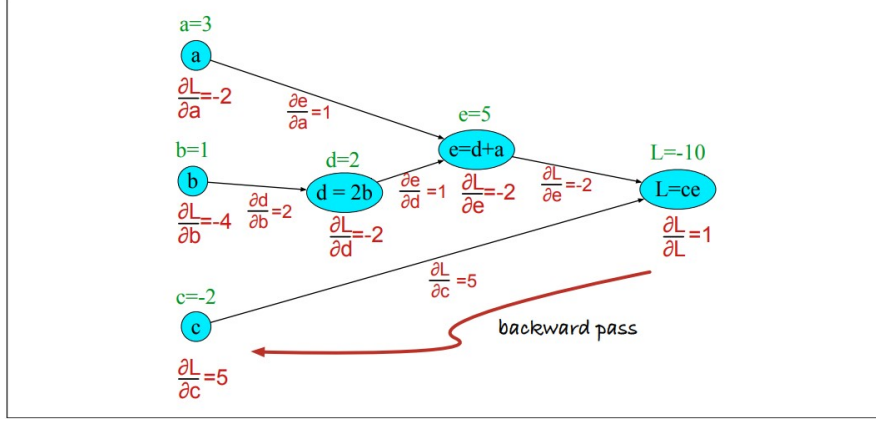 a=3
a
∂L/∂a=-2
∂e/∂a=1
e=5
e=d+a
∂L/∂e=-2
∂L/∂e=-2
L=-10
L=ce
∂L/∂L=1
b=1
b
∂L/∂b=-4
∂d/∂b=2
d=2
d = 2b
∂L/∂d=-2
∂e/∂d=1
c=-2
c
∂L/∂c=5
∂L/∂c=5
backward pass